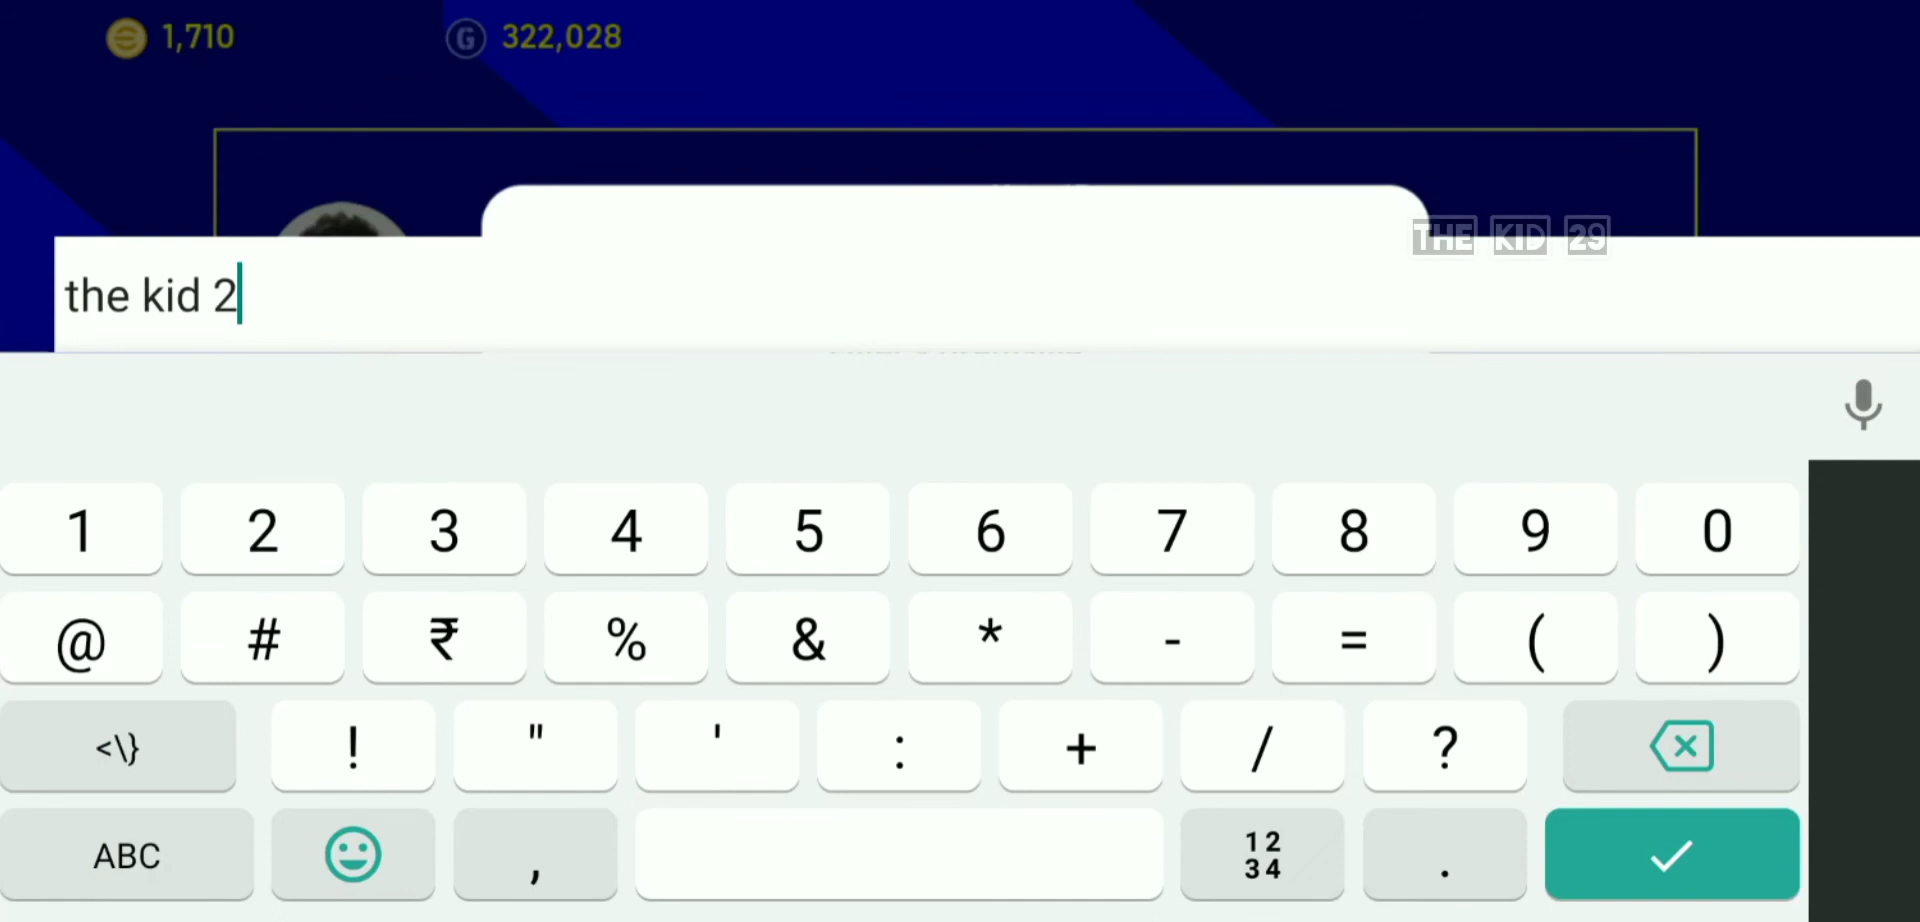 1,710
G 322,028
THE KID 29
the kid 2
1 2 3 4 5 6 7 8 9 0
@ # ₹ % & * - = ( )
<\} ! " ' : + / ?
ABC , 12 .
34